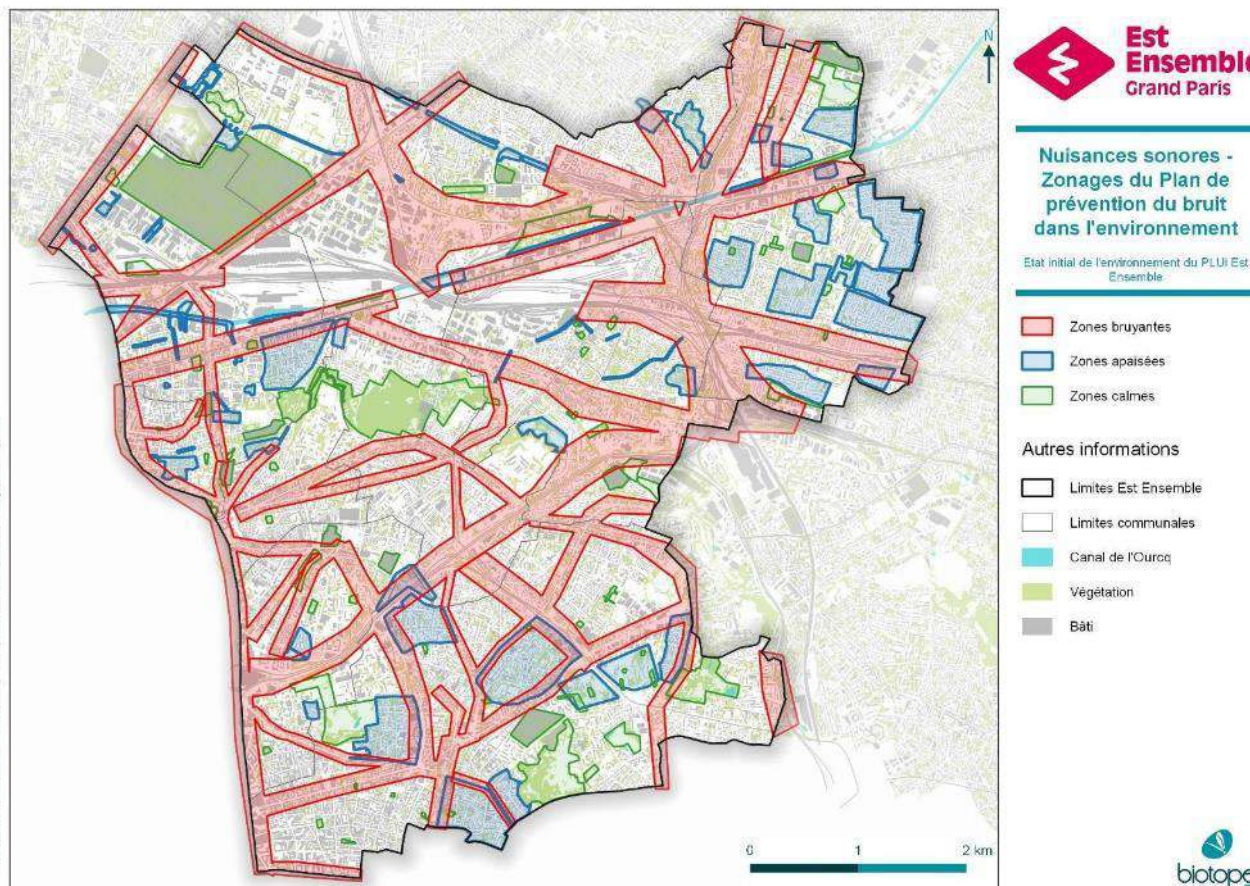 N
Est
Ensemble
Grand Paris
Nuisances sonores -
Zonages du Plan de
prévention du bruit
dans l'environnement
Etat initial de l'environnement du PLUi Est
Ensemble
Zones bruyantes
Zones apaisées
Zones calmes
Autres informations
Limites Est Ensemble
Limites communales
Canal de l'Ourcq
Végétation
Bâti
0 1 2 km
biotope